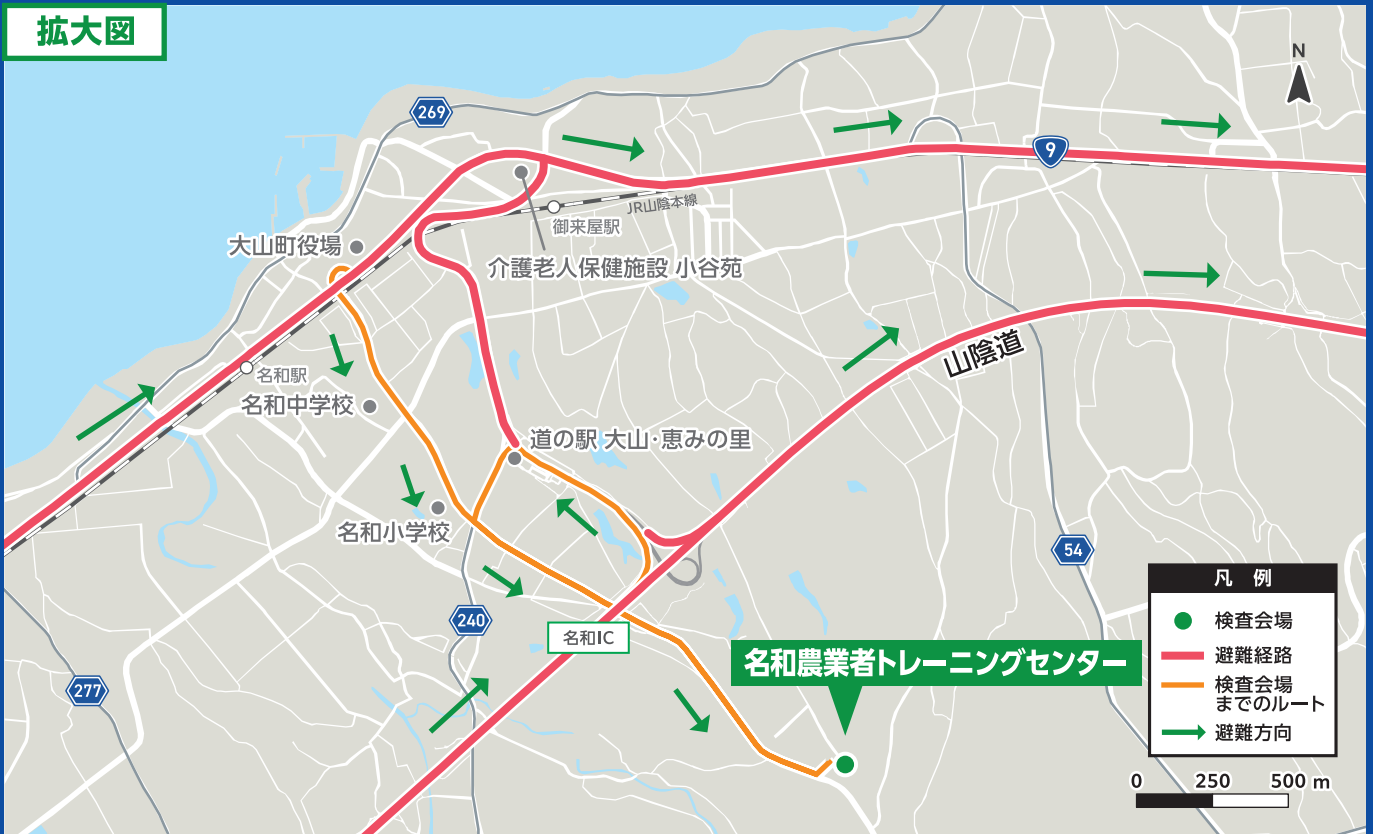 拡大図
N
269
9
JR山陰本線
御来屋駅
大山町役場
介護老人保健施設 小谷苑
山陰道
名和駅
名和中学校
道の駅 大山・恵みの里
名和小学校
54
240
名和IC
277
名和農業者トレーニングセンター
凡 例
検査会場
避難経路
検査会場
までのルート
避難方向
0 250 500 m